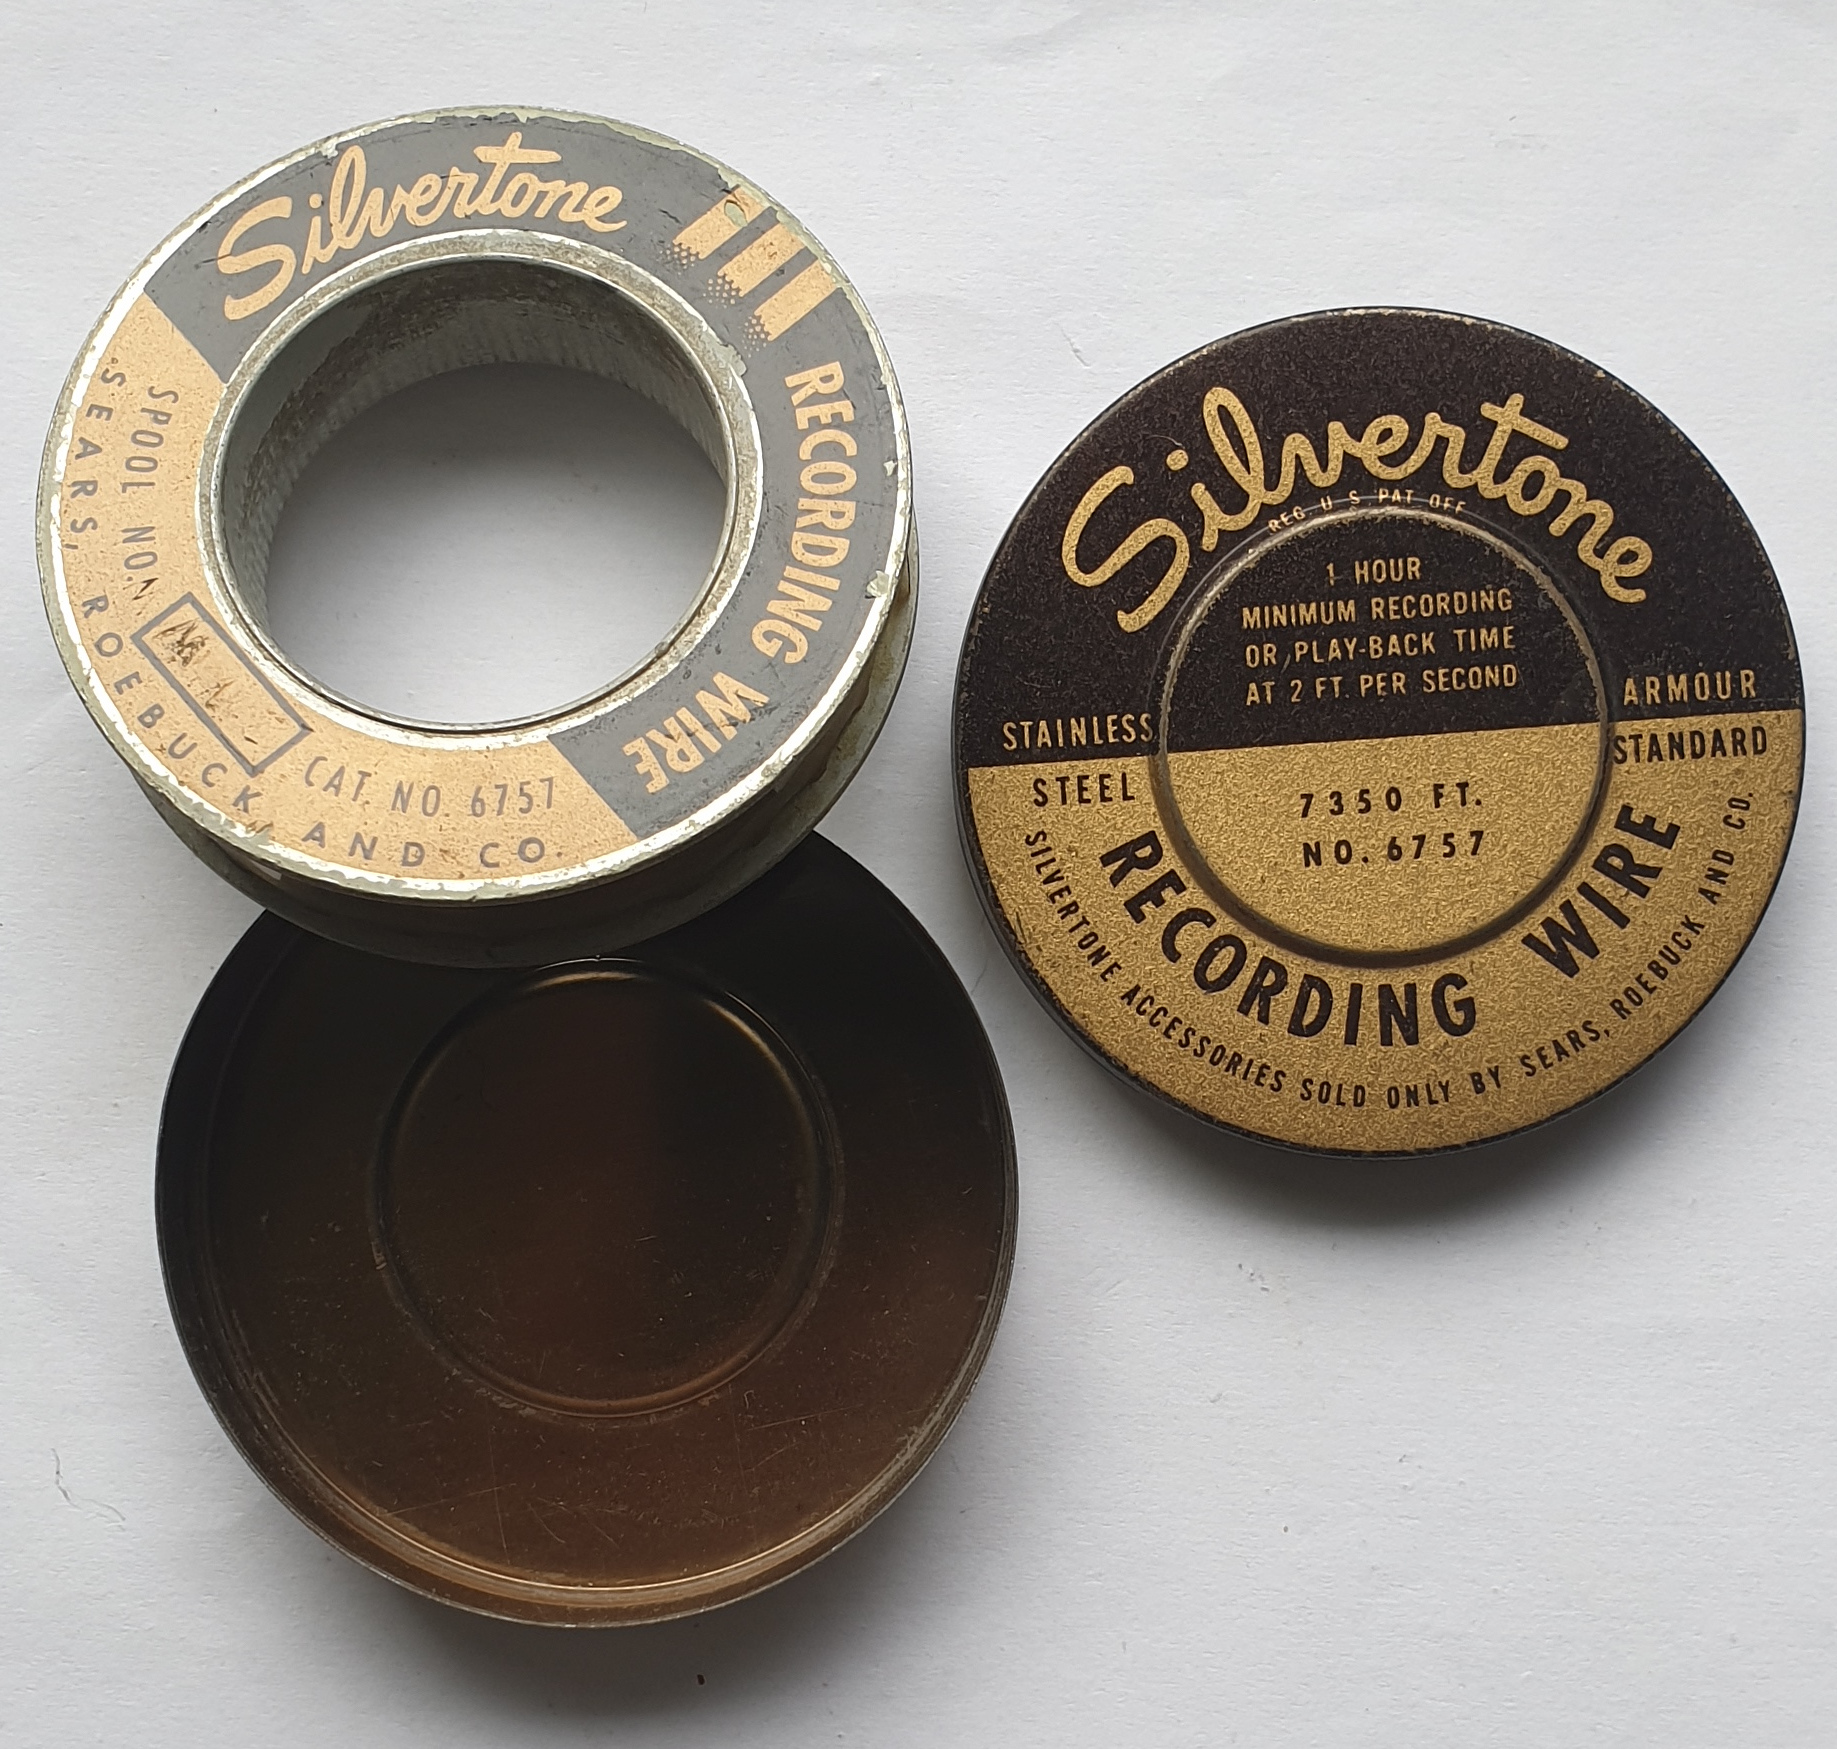 Silvertone
RECORDING WIRE
SPOOL NO.
CAT NO. 6757
SEARS, ROEBUCK AND CO.
Silvertone
REG U S PAT OFF
1 HOUR
MINIMUM RECORDING
OR PLAY-BACK TIME
AT 2 FT. PER SECOND
STAINLESS
STEEL
ARMOUR
STANDARD
7350 FT.
NO. 6757
RECORDING WIRE
SILVERTONE ACCESSORIES SOLD ONLY BY SEARS, ROEBUCK AND CO.